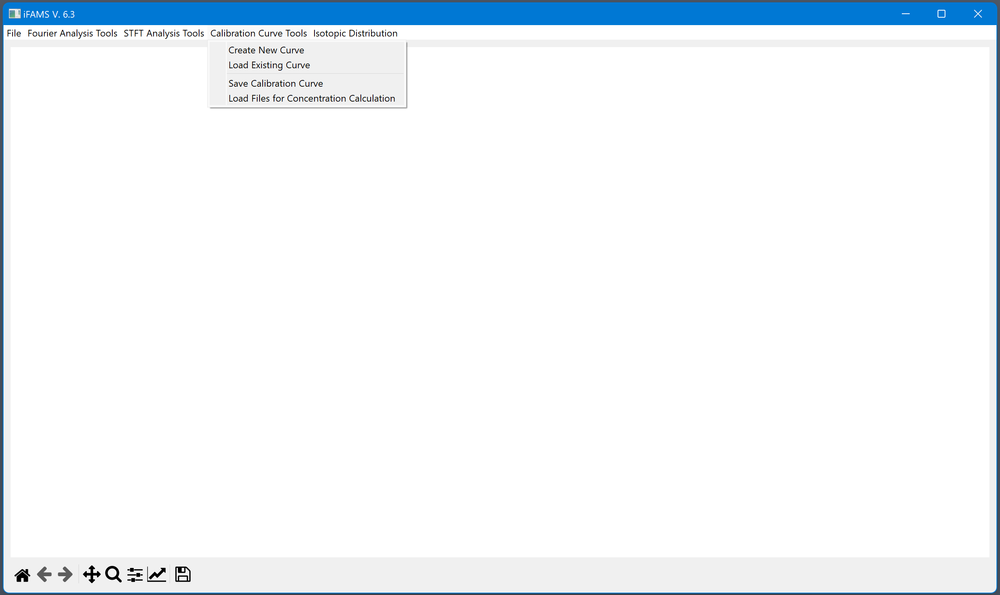 iFAMS V. 6.3
File Fourier Analysis Tools STFT Analysis Tools Calibration Curve Tools Isotopic Distribution
Create New Curve
Load Existing Curve
Save Calibration Curve
Load Files for Concentration Calculation